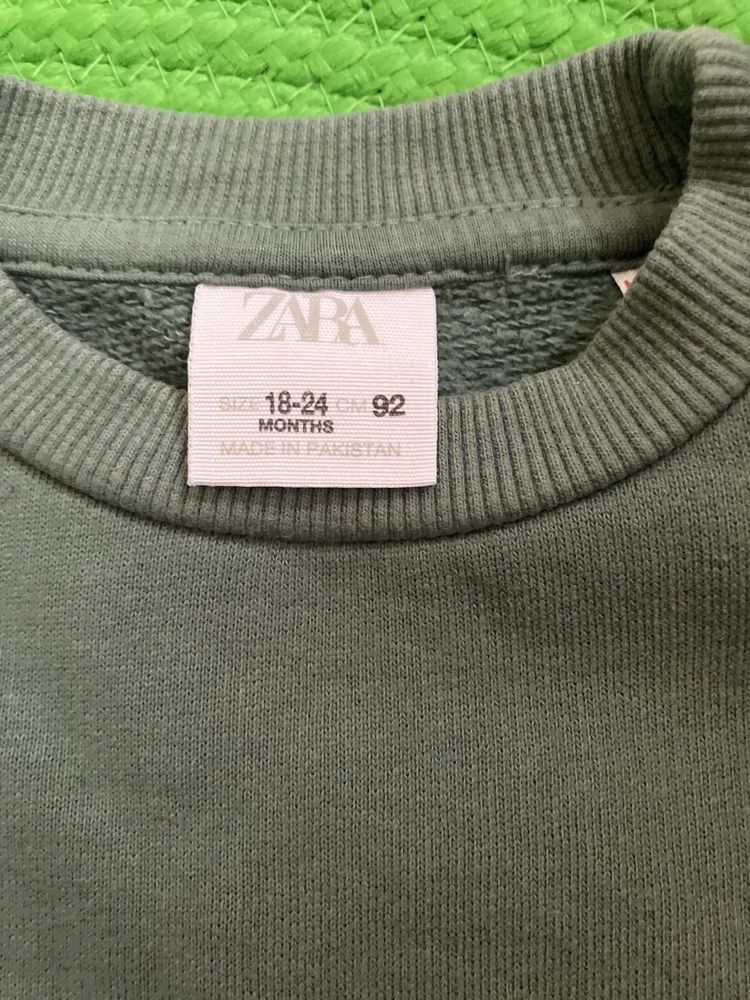 ZARA
SIZE 18-24 CM 92
MONTHS
MADE IN PAKISTAN